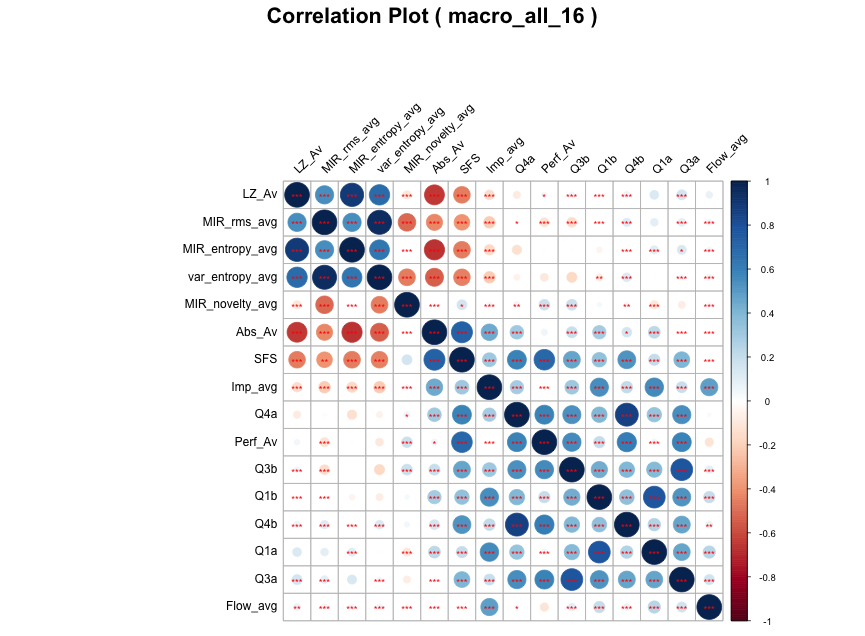 Correlation Plot ( macro_all_16 )
LZ_Av
MIR_rms_avg
MIR_entropy_avg
var_entropy_avg
MIR_novelty_avg
Abs_Av
SFS
Imp_avg
Q4a
Perf_Av
Q3b
Q1b
Q4b
Q1a
Q3a
Flow_avg
LZ_Av
MIR_rms_avg
MIR_entropy_avg
var_entropy_avg
MIR_novelty_avg
Abs_Av
SFS
Imp_avg
Q4a
Perf_Av
Q3b
Q1b
Q4b
Q1a
Q3a
Flow_avg
1
0.8
0.6
0.4
0.2
0
-0.2
-0.4
-0.6
-0.8
-1